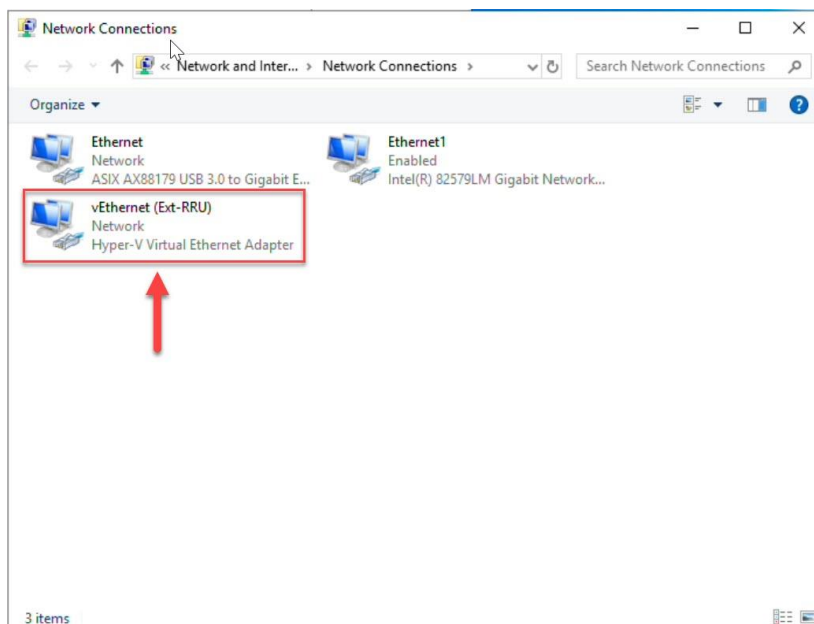 Network Connections
« Network and Inter... › Network Connections ›
Search Network Connections
Organize
Ethernet
Network
ASIX AX88179 USB 3.0 to Gigabit E...
Ethernet1
Enabled
Intel(R) 82579LM Gigabit Network...
vEthernet (Ext-RRU)
Network
Hyper-V Virtual Ethernet Adapter
3 items